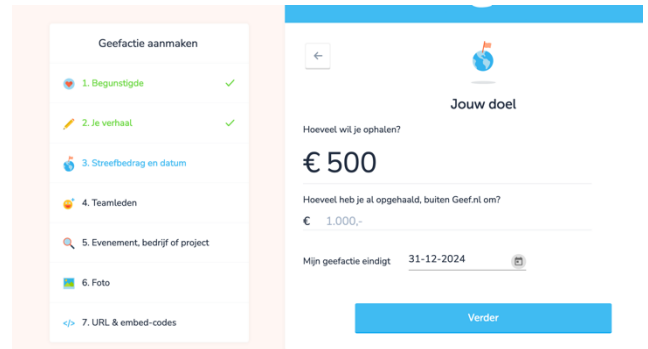 Geefactie aanmaken
1. Begunstigde
2. Je verhaal
3. Streefbedrag en datum
4. Teamleden
5. Evenement, bedrijf of project
6. Foto
</> 7. URL & embed-codes
Jouw doel
Hoeveel wil je ophalen?
€ 500
Hoeveel heb je al opgehaald, buiten Geef.nl om?
€ 1.000,-
Mijn geefactie eindigt 31-12-2024
Verder